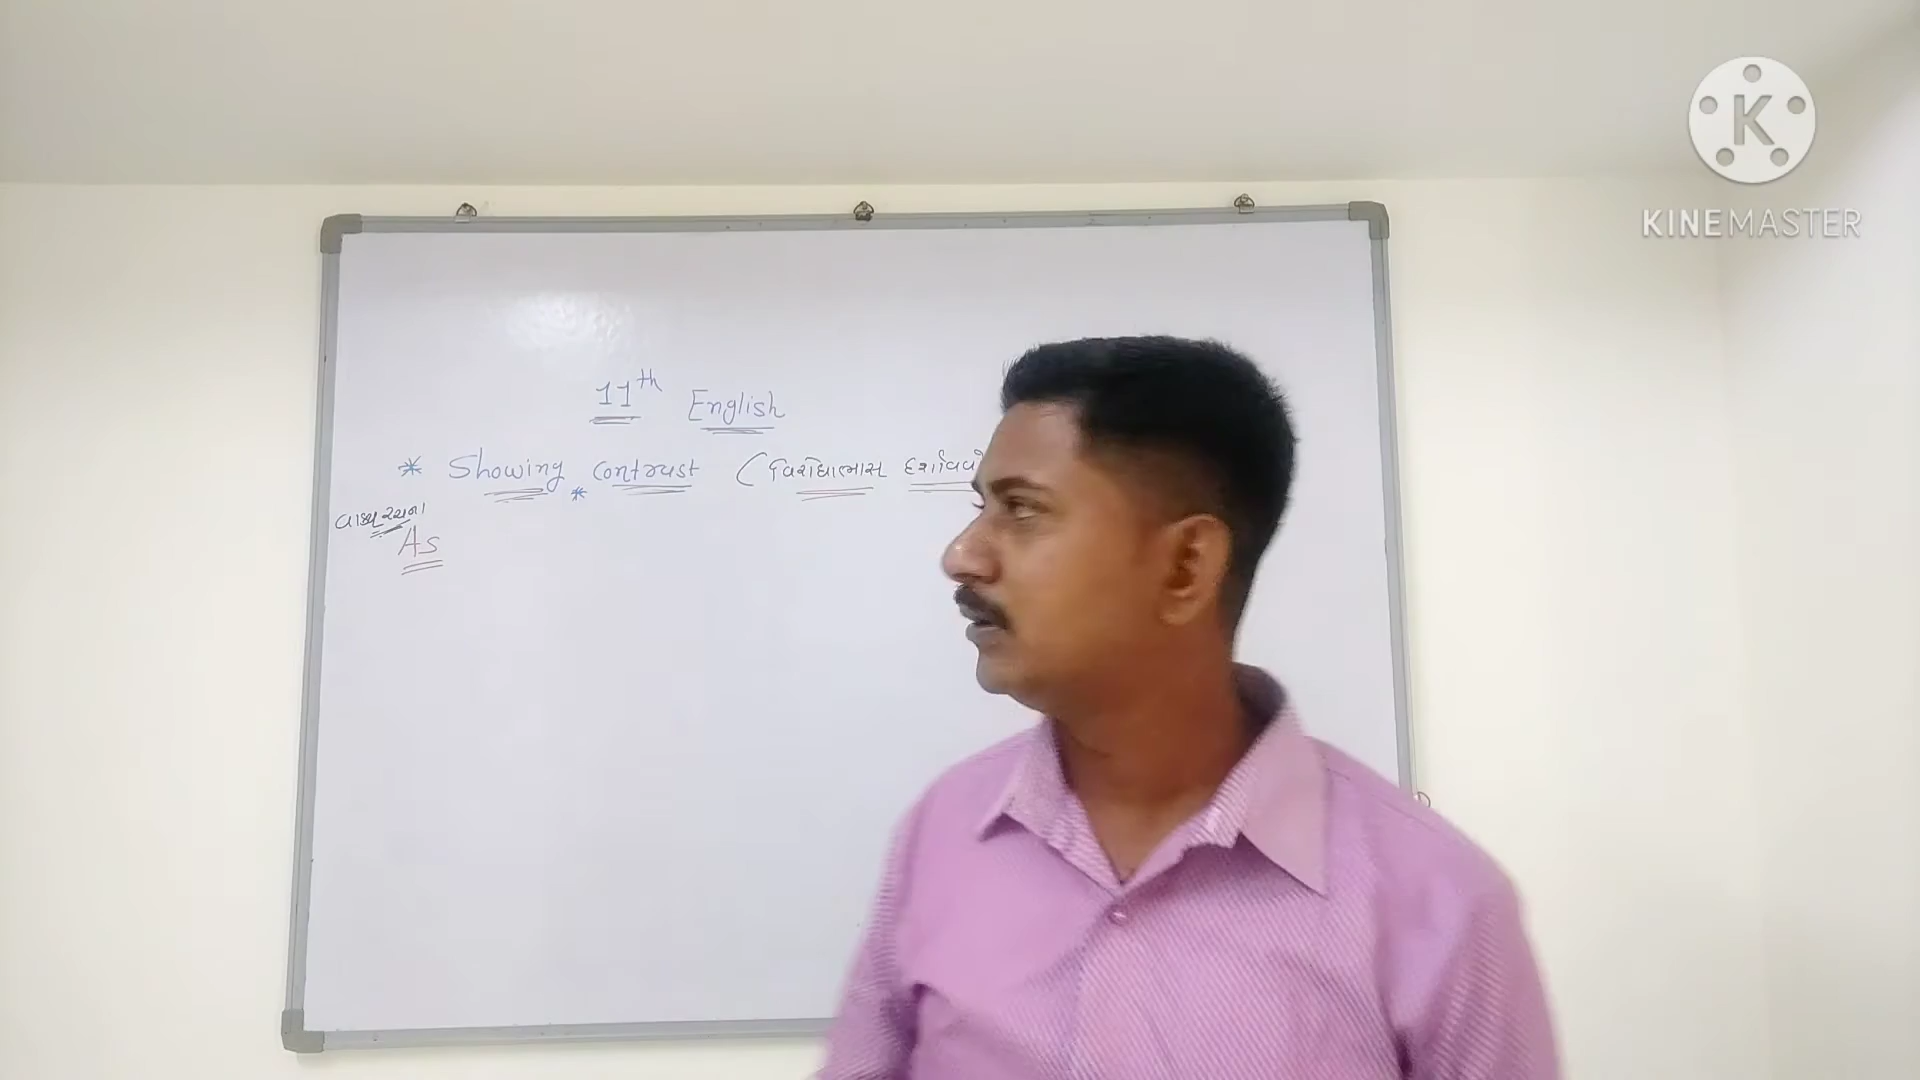 KINEMASTER
11th English
* Showing Contrast (વિરોધાભાસ દર્શાવવો
*
વાક્ય રચના
As